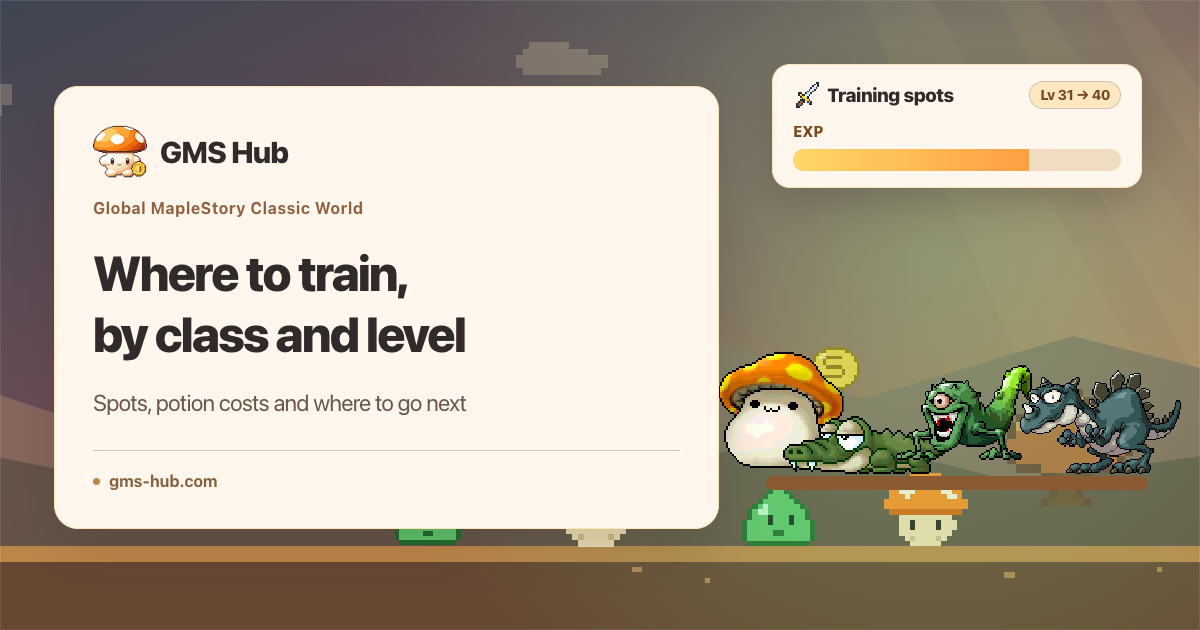 GMS Hub
Global MapleStory Classic World
Where to train,
by class and level
Spots, potion costs and where to go next
gms-hub.com
Training spots
Lv 31 → 40
EXP
S